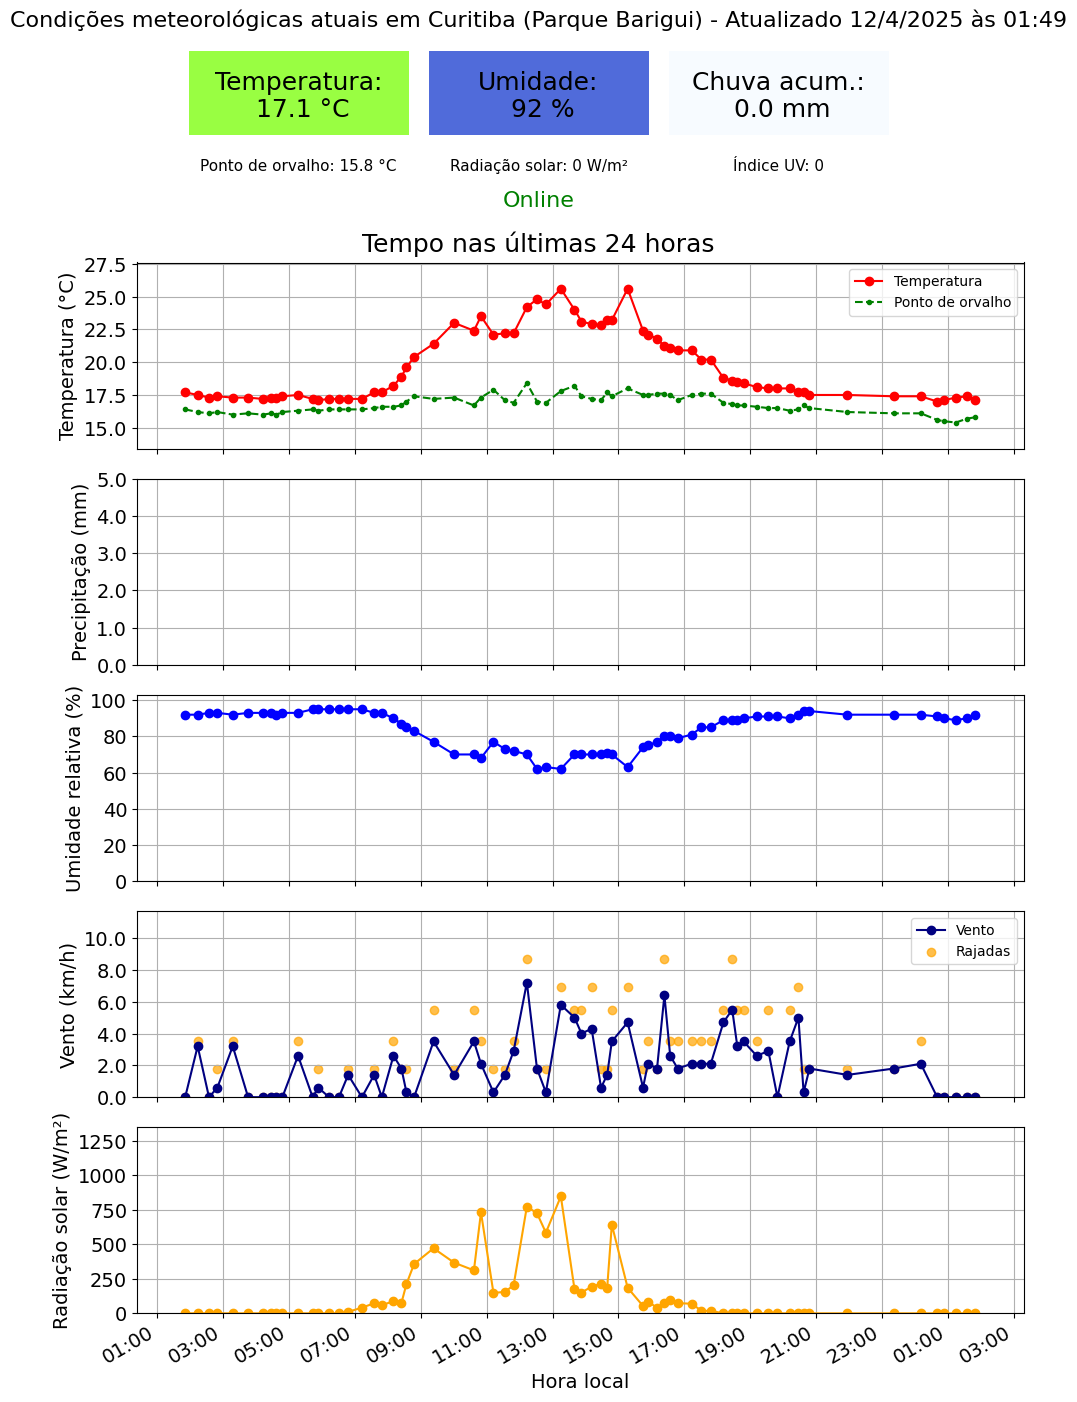 Condições meteorológicas atuais em Curitiba (Parque Barigui) - Atualizado 12/4/2025 às 01:49
Temperatura:
17.1 °C
Umidade:
92 %
Chuva acum.:
0.0 mm
Ponto de orvalho: 15.8 °C
Radiação solar: 0 W/m²
Índice UV: 0
Online
Tempo nas últimas 24 horas
Temperatura (°C)
27.5
25.0
22.5
20.0
17.5
15.0
Temperatura
Ponto de orvalho
Precipitação (mm)
5.0
4.0
3.0
2.0
1.0
0.0
Umidade relativa (%)
100
80
60
40
20
0
Vento (km/h)
10.0
8.0
6.0
4.0
2.0
0.0
Vento
Rajadas
Radiação solar (W/m²)
1250
1000
750
500
250
0
01:00
03:00
05:00
07:00
09:00
11:00
13:00
15:00
17:00
19:00
21:00
23:00
01:00
03:00
Hora local